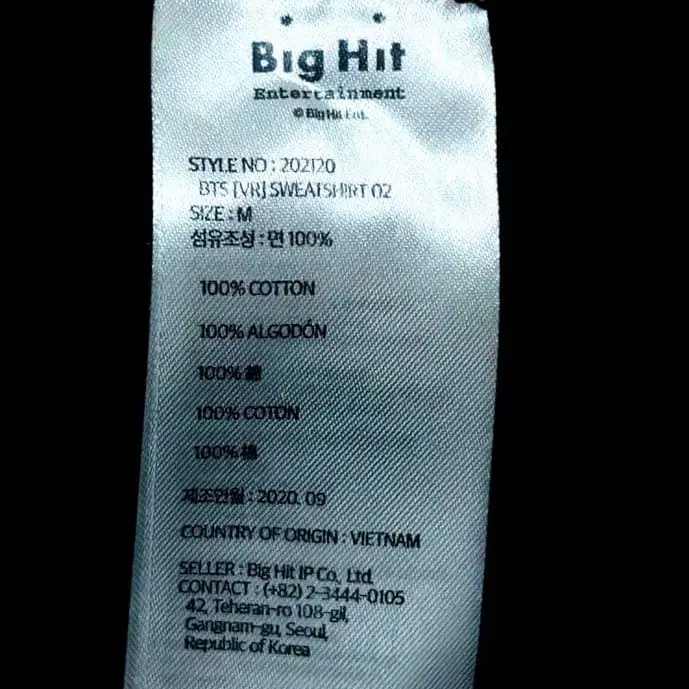 Big Hit
Entertainment
© Big Hit Ent.
STYLE NO : 202120
BTS [VR] SWEATSHIRT 02
SIZE : M
섬유조성 : 면 100%
100% COTTON
100% ALGODÓN
100% 綿
100% COTON
100% 棉
제조연월 : 2020. 09
COUNTRY OF ORIGIN : VIETNAM
SELLER : Big Hit IP Co., Ltd.
CONTACT : (+82) 2-3444-0105
42, Teheran-ro 108-gil,
Gangnam-gu, Seoul,
Republic of Korea